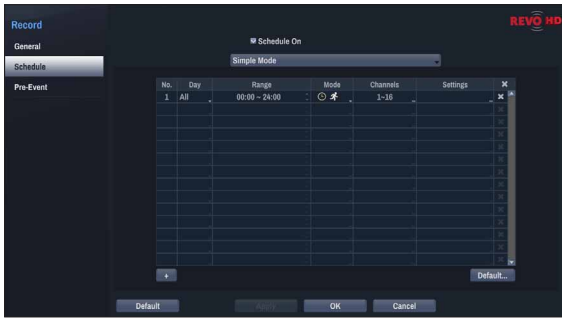 Record
REVO HD
General
Schedule
Pre-Event
Schedule On
Simple Mode
No. Day Range Mode Channels Settings
1 All 00:00 ~ 24:00 1~16
+
Default...
Default Apply OK Cancel